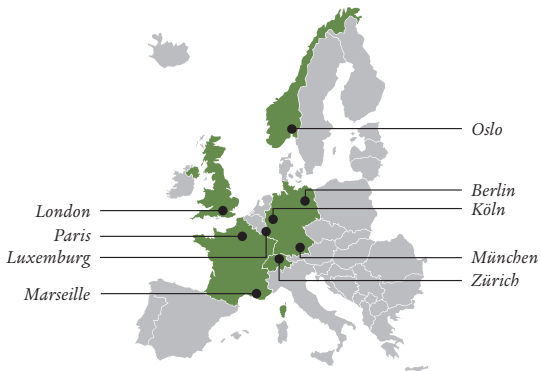 Oslo
Berlin
Köln
London
Paris
Luxemburg
München
Zürich
Marseille